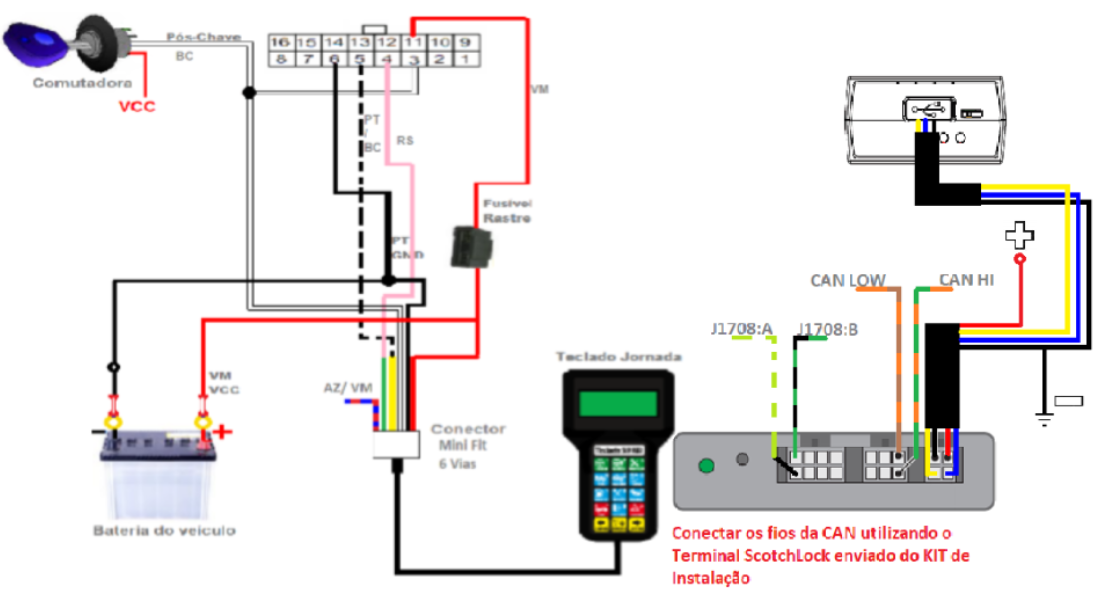 Pós-Chave
BC
Comutadora
VCC
16 15 14 13 12 11 10 9
8 7 6 5 4 3 2 1
VM
PT
/
BC
RS
Fusível
Rastre
PT
GND
VM
VCC
AZ/ VM
Conector
Mini Fit
6 Vias
Bateria do veículo
Teclado Jornada
CAN LOW
CAN HI
J1708:A
J1708:B
Conectar os fios da CAN utilizando o
Terminal ScotchLock enviado do KIT de
Instalação